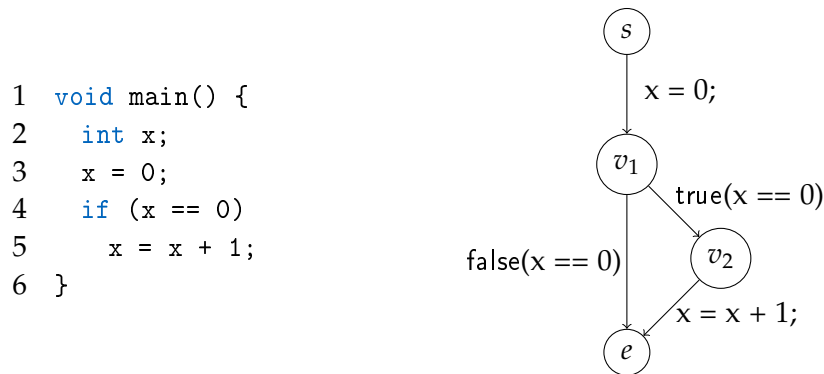 1 void main() {
2 int x;
3 x = 0;
4 if (x == 0)
5 x = x + 1;
6 }
s
x = 0;
v1
true(x == 0)
false(x == 0)
v2
x = x + 1;
e